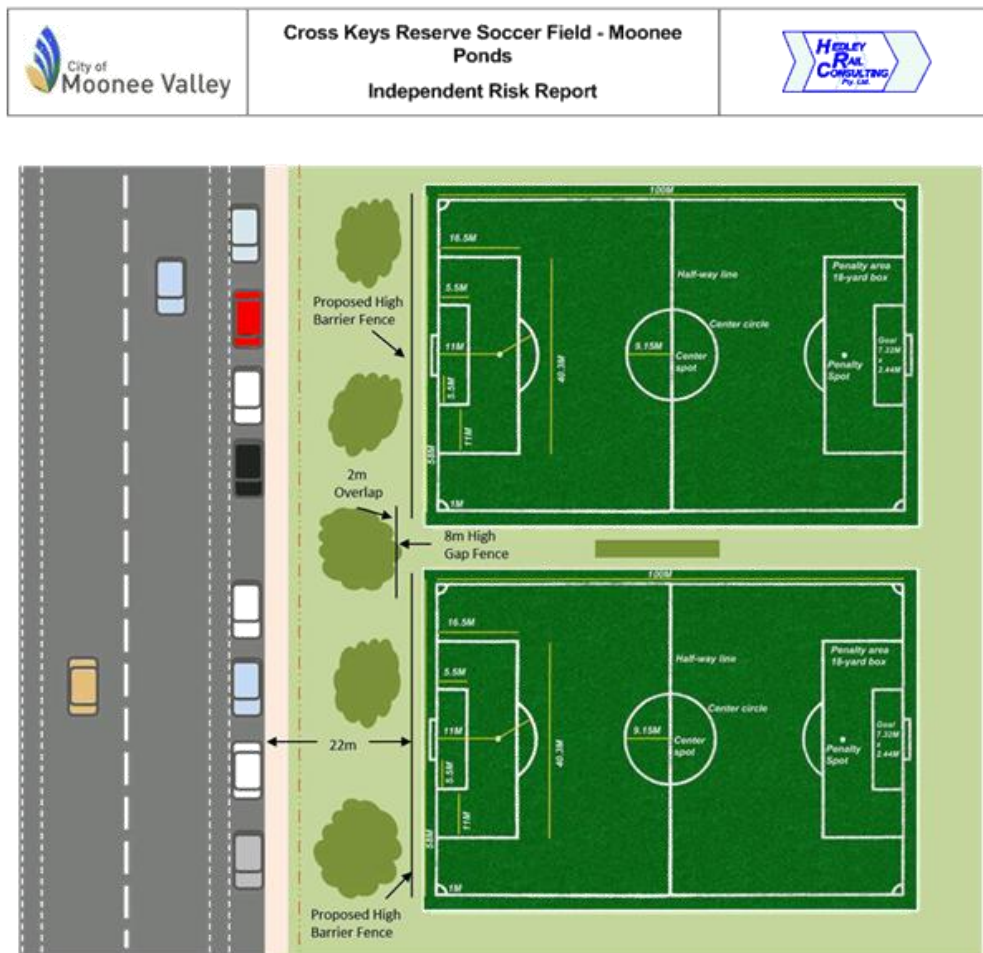 City of
Moonee Valley
Cross Keys Reserve Soccer Field - Moonee
Ponds
Independent Risk Report
HEDLEY
RAIL
CONSULTING
Pty. Ltd.
100M
16.5M
Penalty area
18-yard box
Half-way line
5.5M
Proposed High
Barrier Fence
Center circle
Goal
7.32M
x
2.44M
11M
9.15M
Center
spot
40.3M
Penalty
Spot
5.5M
11M
2m
Overlap
1M
8m High
Gap Fence
100M
16.5M
Penalty area
18-yard box
Half-way line
5.5M
Center circle
Goal
7.32M
x
2.44M
11M
9.15M
Center
spot
40.3M
Penalty
Spot
22m
5.5M
11M
1M
Proposed High
Barrier Fence